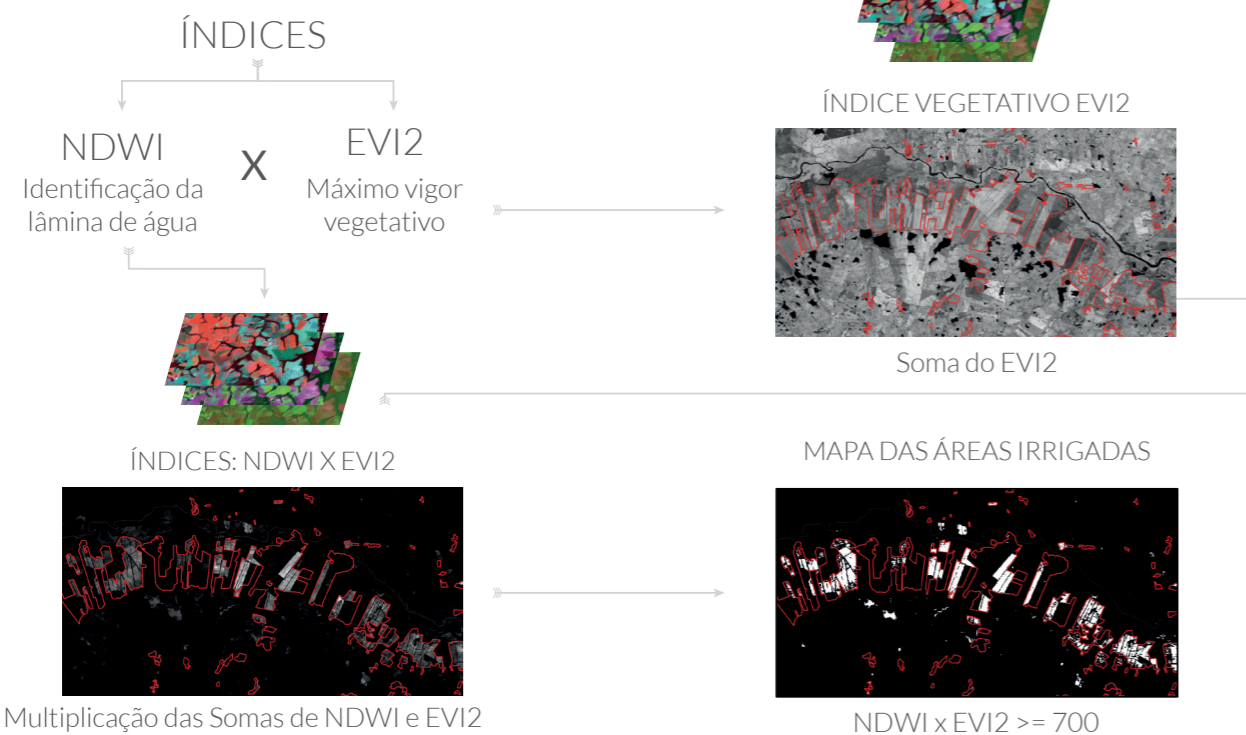 ÍNDICES
NDWI
X
EVI2
Identificação da
lâmina de água
Máximo vigor
vegetativo
ÍNDICE VEGETATIVO EVI2
Soma do EVI2
ÍNDICES: NDWI X EVI2
Multiplicação das Somas de NDWI e EVI2
MAPA DAS ÁREAS IRRIGADAS
NDWI x EVI2 >= 700